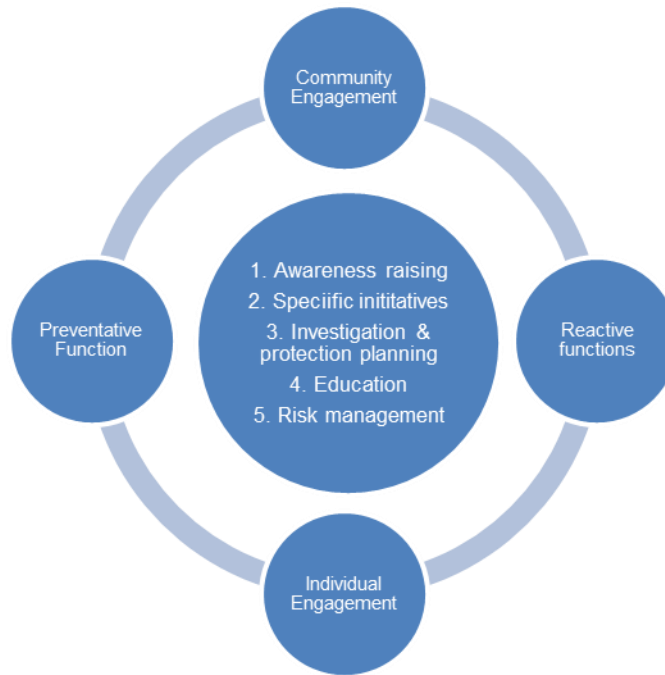 Community
Engagement
1. Awareness raising
2. Speciific inititatives
3. Investigation &
protection planning
4. Education
5. Risk management
Preventative
Function
Reactive
functions
Individual
Engagement